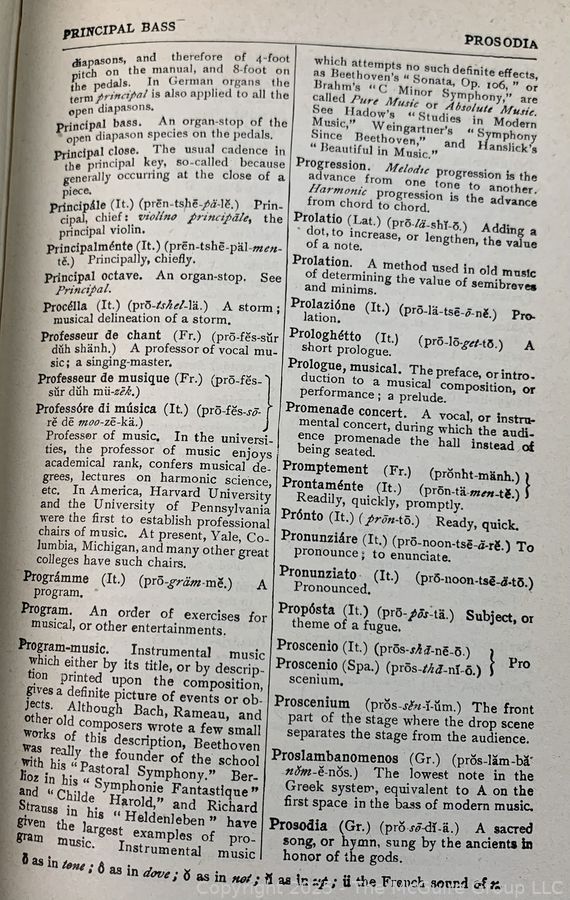 PRINCIPAL BASS
PROSODIA
diapasons, and therefore of 4-foot
pitch on the manual, and 8-foot on
the pedals. In German organs the
term principal is also applied to all the
open diapasons.
Principal bass. An organ-stop of the
open diapason species on the pedals.
Principal close. The usual cadence in
the principal key, so-called because
generally occurring at the close of a
piece.
Principále (It.) (prēn-tshē-pä-lĕ.) Prin-
cipal, chief: violino principále, the
principal violin.
Principalménte (It.) (prēn-tshē-päl-men-
tĕ.) Principally, chiefly.
Principal octave. An organ-stop. See
Principal.
Procélla (It.) (prō-tshel-lä.) A storm;
musical delineation of a storm.
Professeur de chant (Fr.) (prō-fĕs-sŭr
dŭh shänh.) A professor of vocal mu-
sic; a singing-master.
Professeur de musique (Fr.) (prō-fĕs-
sŭr dŭh mü-zēk.)
Professóre di música (It.) (prō-fĕs-sō-
rĕ dē moo-zē-kä.)
Professor of music. In the universi-
ties, the professor of music enjoys
academical rank, confers musical de-
grees, lectures on harmonic science,
etc. In America, Harvard University
and the University of Pennsylvania
were the first to establish professional
chairs of music. At present, Yale, Co-
lumbia, Michigan, and many other great
colleges have such chairs.
Prográmme (It.) (prō-gräm-mĕ.) A
program.
Program. An order of exercises for
musical, or other entertainments.
Program-music. Instrumental music
which either by its title, or by descrip-
tion printed upon the composition,
gives a definite picture of events or ob-
jects. Although Bach, Rameau, and
other old composers wrote a few small
works of this description, Beethoven
was really the founder of the school
with his "Pastoral Symphony." Ber-
lioz in his "Symphonie Fantastique"
and "Childe Harold," and Richard
Strauss in his "Heldenleben" have
given the largest examples of pro-
gram music. Instrumental music
which attempts no such definite effects,
as Beethoven's "Sonata, Op. 106," or
Brahm's "C Minor Symphony," are
called Pure Music or Absolute Music.
See Hadow's "Studies in Modern
Music," Weingartner's "Symphony
Since Beethoven," and Hanslick's
"Beautiful in Music."
Progression. Melodic progression is the
advance from one tone to another.
Harmonic progression is the advance
from chord to chord.
Prolatio (Lat.) (prō-lä-shĭ-ō.) Adding a
dot, to increase, or lengthen, the value
of a note.
Prolation. A method used in old music
of determining the value of semibreves
and minims.
Prolazióne (It.) (prō-lä-tsē-ō-nĕ.) Pro-
lation.
Prologhétto (It.) (prō-lō-get-tō.) A
short prologue.
Prologue, musical. The preface, or intro-
duction to a musical composition, or
performance; a prelude.
Promenade concert. A vocal, or instru-
mental concert, during which the audi-
ence promenade the hall instead of
being seated.
Promptement (Fr.) (prŏnht-mänh.)
Prontaménte (It.) (prōn-tä-men-tĕ.)
Readily, quickly, promptly.
Prónto (It.) (prōn-tō.) Ready, quick.
Pronunziáre (It.) (prō-noon-tsē-ä-rĕ.) To
pronounce; to enunciate.
Pronunziato (It.) (prō-noon-tsē-ä-tō.)
Pronounced.
Propósta (It.) (prō-pōs-tä.) Subject, or
theme of a fugue.
Proscenio (It.) (prōs-shā-nē-ō.)
Proscenio (Spa.) (prōs-thā-nĭ-ō.) Pro
scenium.
Proscenium (prŏs-sĕn-ĭ-ŭm.) The front
part of the stage where the drop scene
separates the stage from the audience.
Proslambanomenos (Gr.) (prŏs-lăm-bă
nŏm-ĕ-nŏs.) The lowest note in the
Greek system, equivalent to A on the
first space in the bass of modern music.
Prosodia (Gr.) (prŏ-sō-dĭ-ä.) A sacred
song, or hymn, sung by the ancients in
honor of the gods.
ō as in tone; ô as in dove; ŏ as in not; ŭ as in up; ü the French sound of u.
Copyright 2023 - The McGuire Group LLC